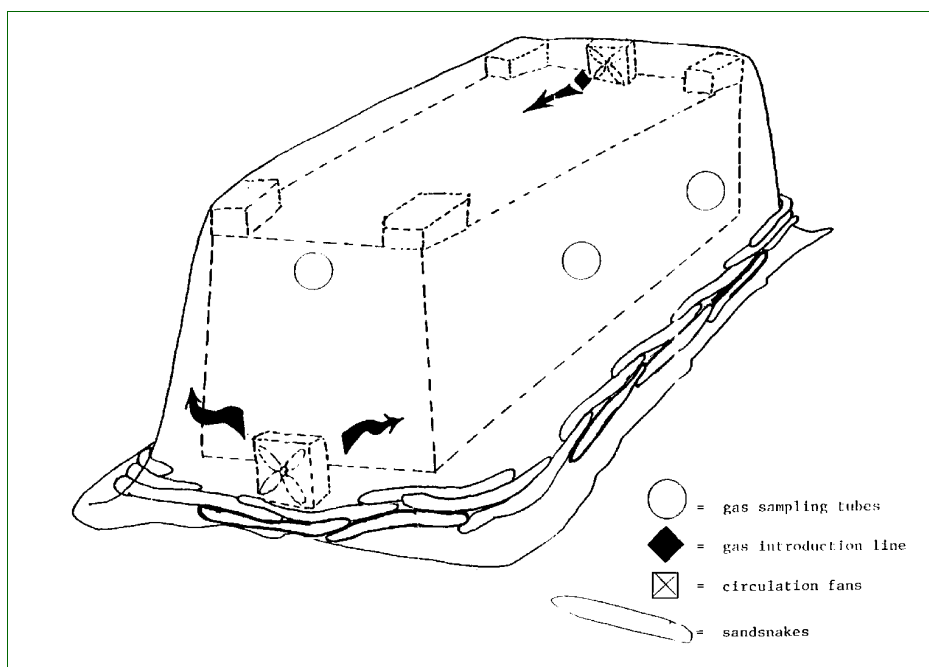 = gas sampling tubes
= gas introduction line
= circulation fans
= sandsnakes